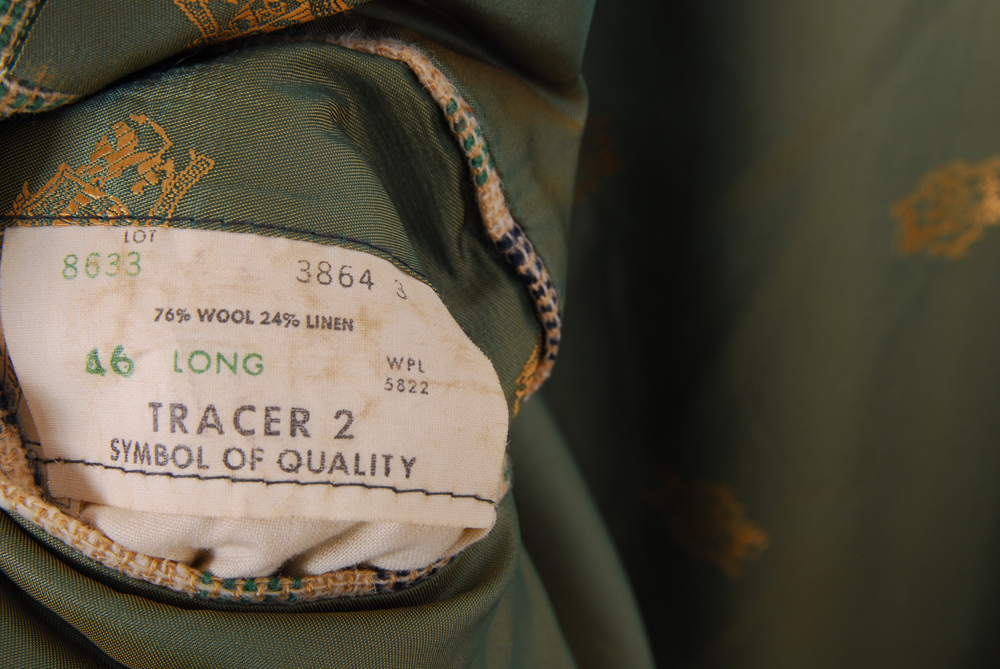 LOT
8633 3864 3
76% WOOL 24% LINEN
46 LONG
WPL
5822
TRACER 2
SYMBOL OF QUALITY